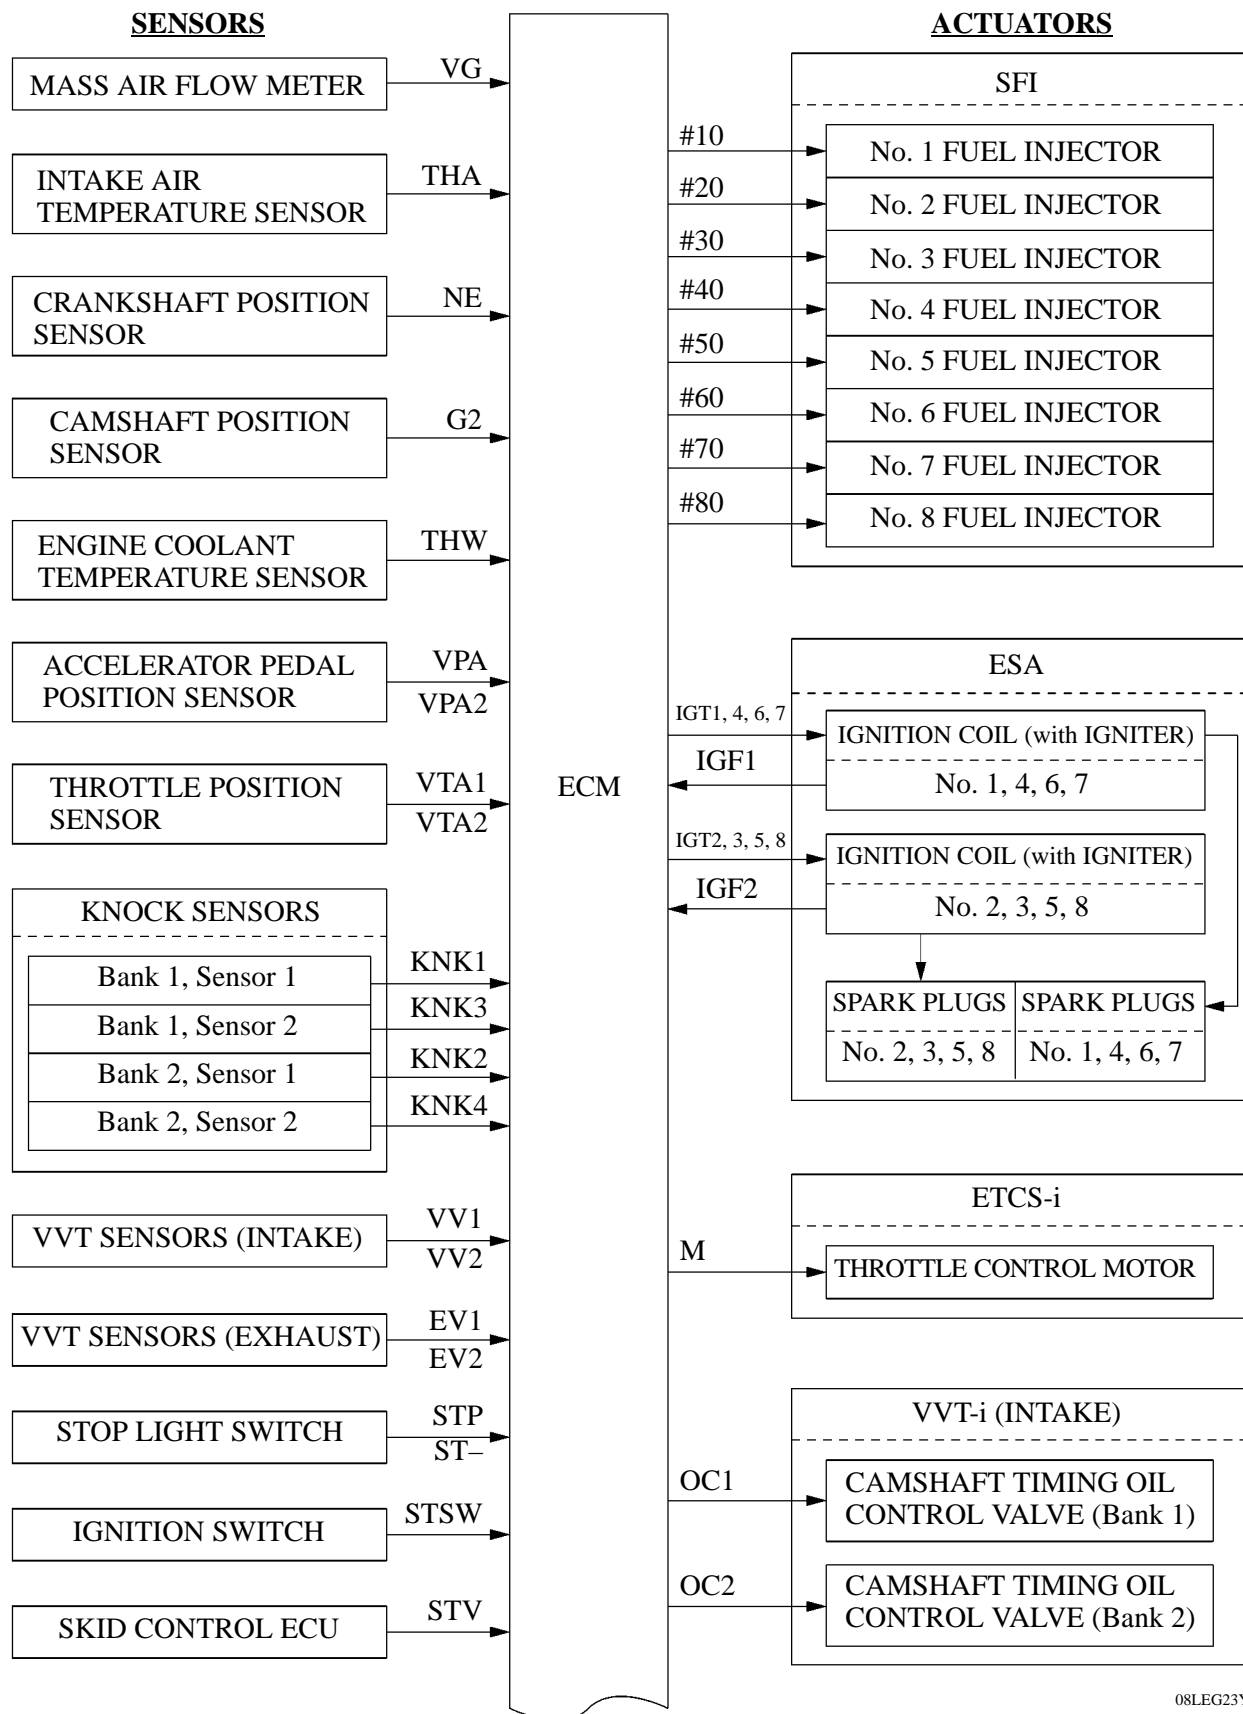 SENSORS
MASS AIR FLOW METER
VG
INTAKE AIR
TEMPERATURE SENSOR
THA
CRANKSHAFT POSITION
SENSOR
NE
CAMSHAFT POSITION
SENSOR
G2
ENGINE COOLANT
TEMPERATURE SENSOR
THW
ACCELERATOR PEDAL
POSITION SENSOR
VPA
VPA2
THROTTLE POSITION
SENSOR
VTA1
VTA2
KNOCK SENSORS
Bank 1, Sensor 1
KNK1
Bank 1, Sensor 2
KNK3
Bank 2, Sensor 1
KNK2
Bank 2, Sensor 2
KNK4
VVT SENSORS (INTAKE)
VV1
VV2
VVT SENSORS (EXHAUST)
EV1
EV2
STOP LIGHT SWITCH
STP
ST–
IGNITION SWITCH
STSW
SKID CONTROL ECU
STV
ECM
ACTUATORS
SFI
#10
No. 1 FUEL INJECTOR
#20
No. 2 FUEL INJECTOR
#30
No. 3 FUEL INJECTOR
#40
No. 4 FUEL INJECTOR
#50
No. 5 FUEL INJECTOR
#60
No. 6 FUEL INJECTOR
#70
No. 7 FUEL INJECTOR
#80
No. 8 FUEL INJECTOR
ESA
IGT1, 4, 6, 7
IGNITION COIL (with IGNITER)
IGF1
No. 1, 4, 6, 7
IGT2, 3, 5, 8
IGNITION COIL (with IGNITER)
IGF2
No. 2, 3, 5, 8
SPARK PLUGS
No. 2, 3, 5, 8
SPARK PLUGS
No. 1, 4, 6, 7
ETCS-i
M
THROTTLE CONTROL MOTOR
VVT-i (INTAKE)
OC1
CAMSHAFT TIMING OIL
CONTROL VALVE (Bank 1)
OC2
CAMSHAFT TIMING OIL
CONTROL VALVE (Bank 2)
08LEG23Y